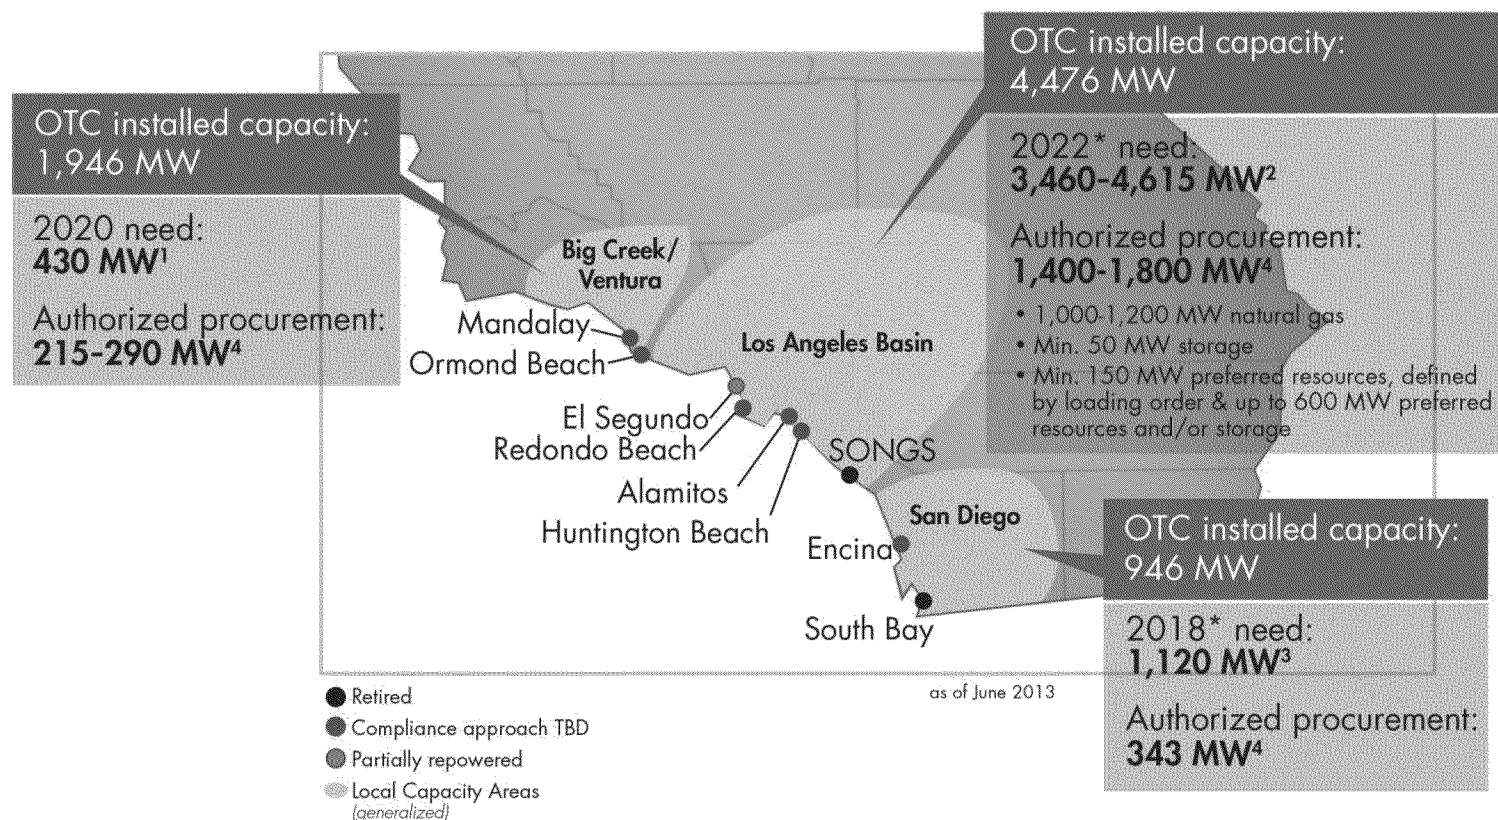 OTC installed capacity:
4,476 MW
2022* need:
3,460-4,615 MW²
Authorized procurement:
1,400-1,800 MW⁴
• 1,000-1,200 MW natural gas
• Min. 50 MW storage
• Min. 150 MW preferred resources, defined
by loading order & up to 600 MW preferred
resources and/or storage
OTC installed capacity:
1,946 MW
2020 need:
430 MW¹
Authorized procurement:
215-290 MW⁴
Big Creek/
Ventura
Mandalay
Ormond Beach
Los Angeles Basin
El Segundo
Redondo Beach
Alamitos
Huntington Beach
SONGS
San Diego
Encina
South Bay
OTC installed capacity:
946 MW
2018* need:
1,120 MW³
Authorized procurement:
343 MW⁴
as of June 2013
Retired
Compliance approach TBD
Partially repowered
Local Capacity Areas
(generalized)